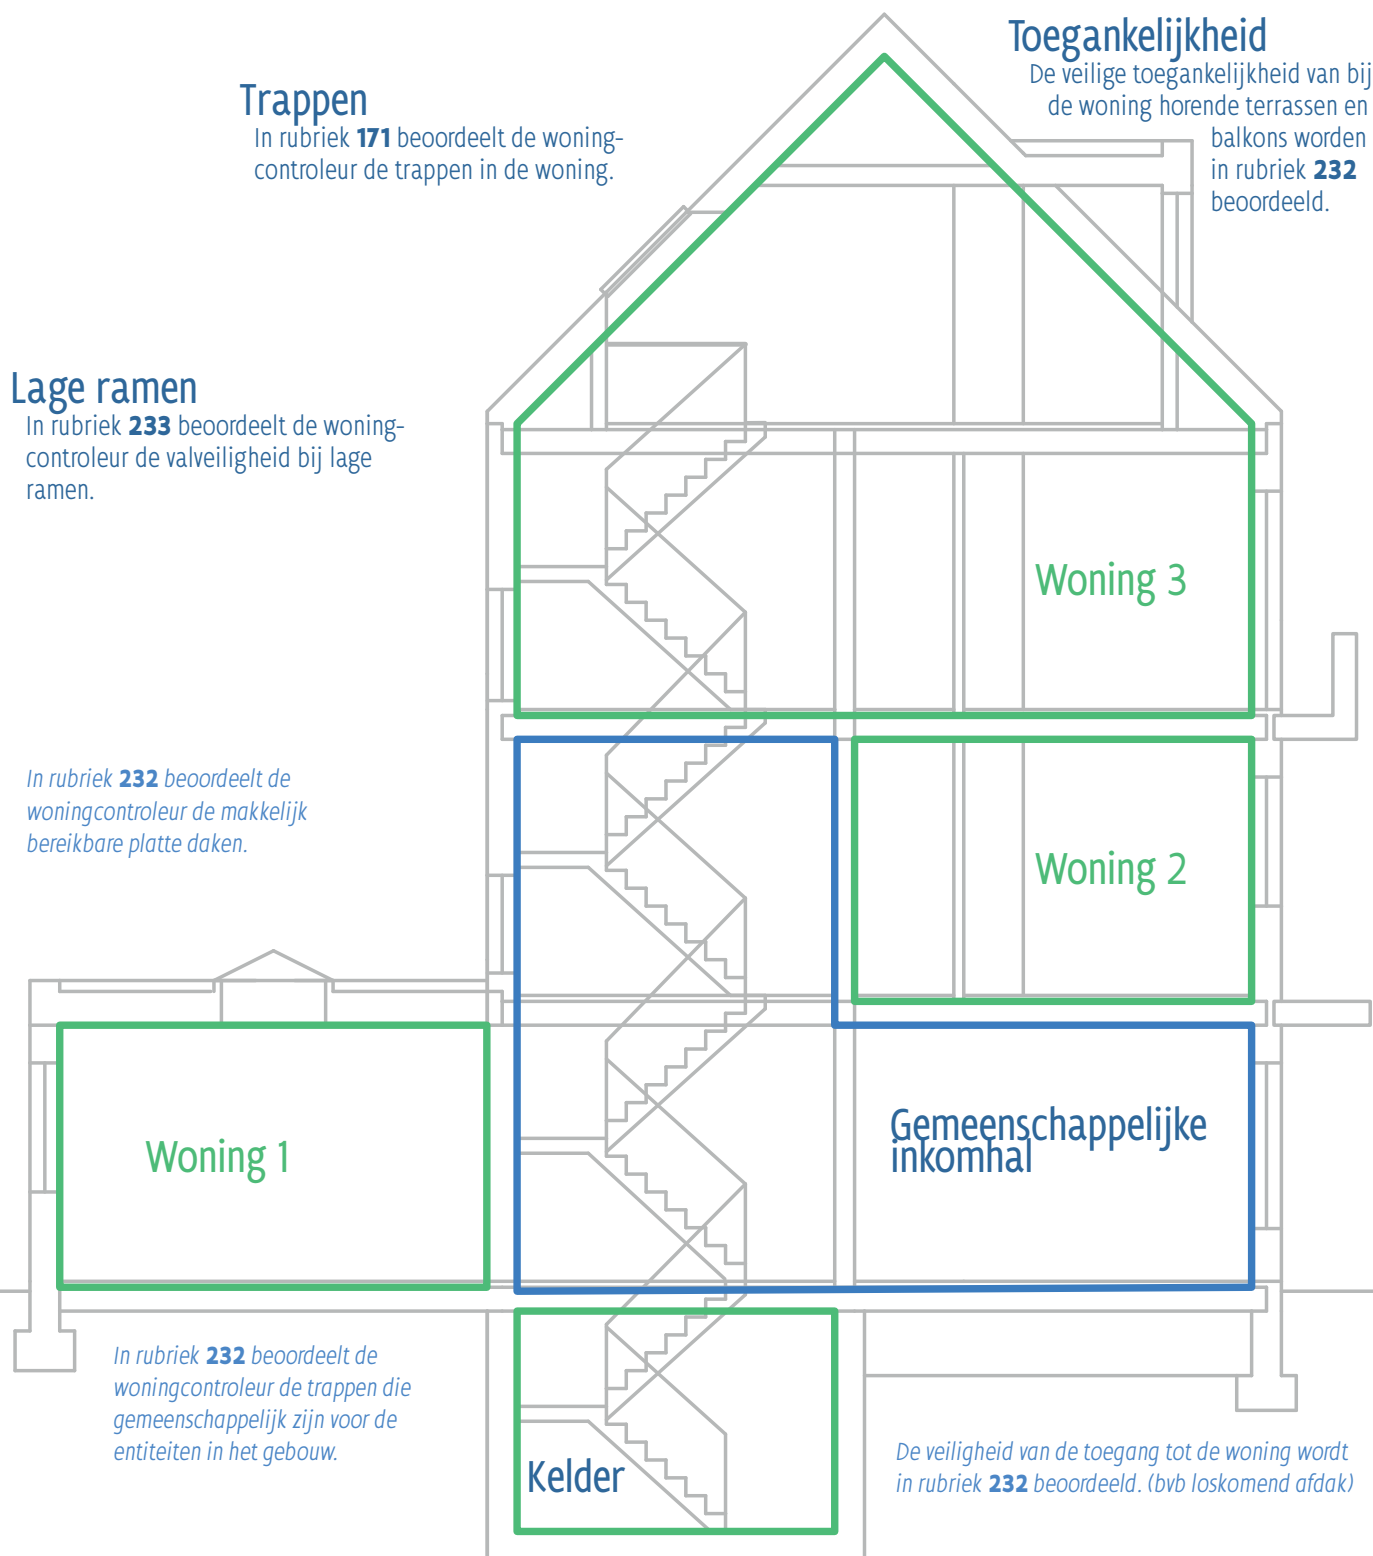 Toegankelijkheid
De veilige toegankelijkheid van bij
de woning horende terrassen en
balkons worden
in rubriek 232
beoordeeld.
Trappen
In rubriek 171 beoordeelt de woning-
controleur de trappen in de woning.
Lage ramen
In rubriek 233 beoordeelt de woning-
controleur de valveiligheid bij lage
ramen.
Woning 3
In rubriek 232 beoordeelt de
woningcontroleur de makkelijk
bereikbare platte daken.
Woning 2
Woning 1
Gemeenschappelijke
inkomhal
In rubriek 232 beoordeelt de
woningcontroleur de trappen die
gemeenschappelijk zijn voor de
entiteiten in het gebouw.
Kelder
De veiligheid van de toegang tot de woning wordt
in rubriek 232 beoordeeld. (bvb loskomend afdak)